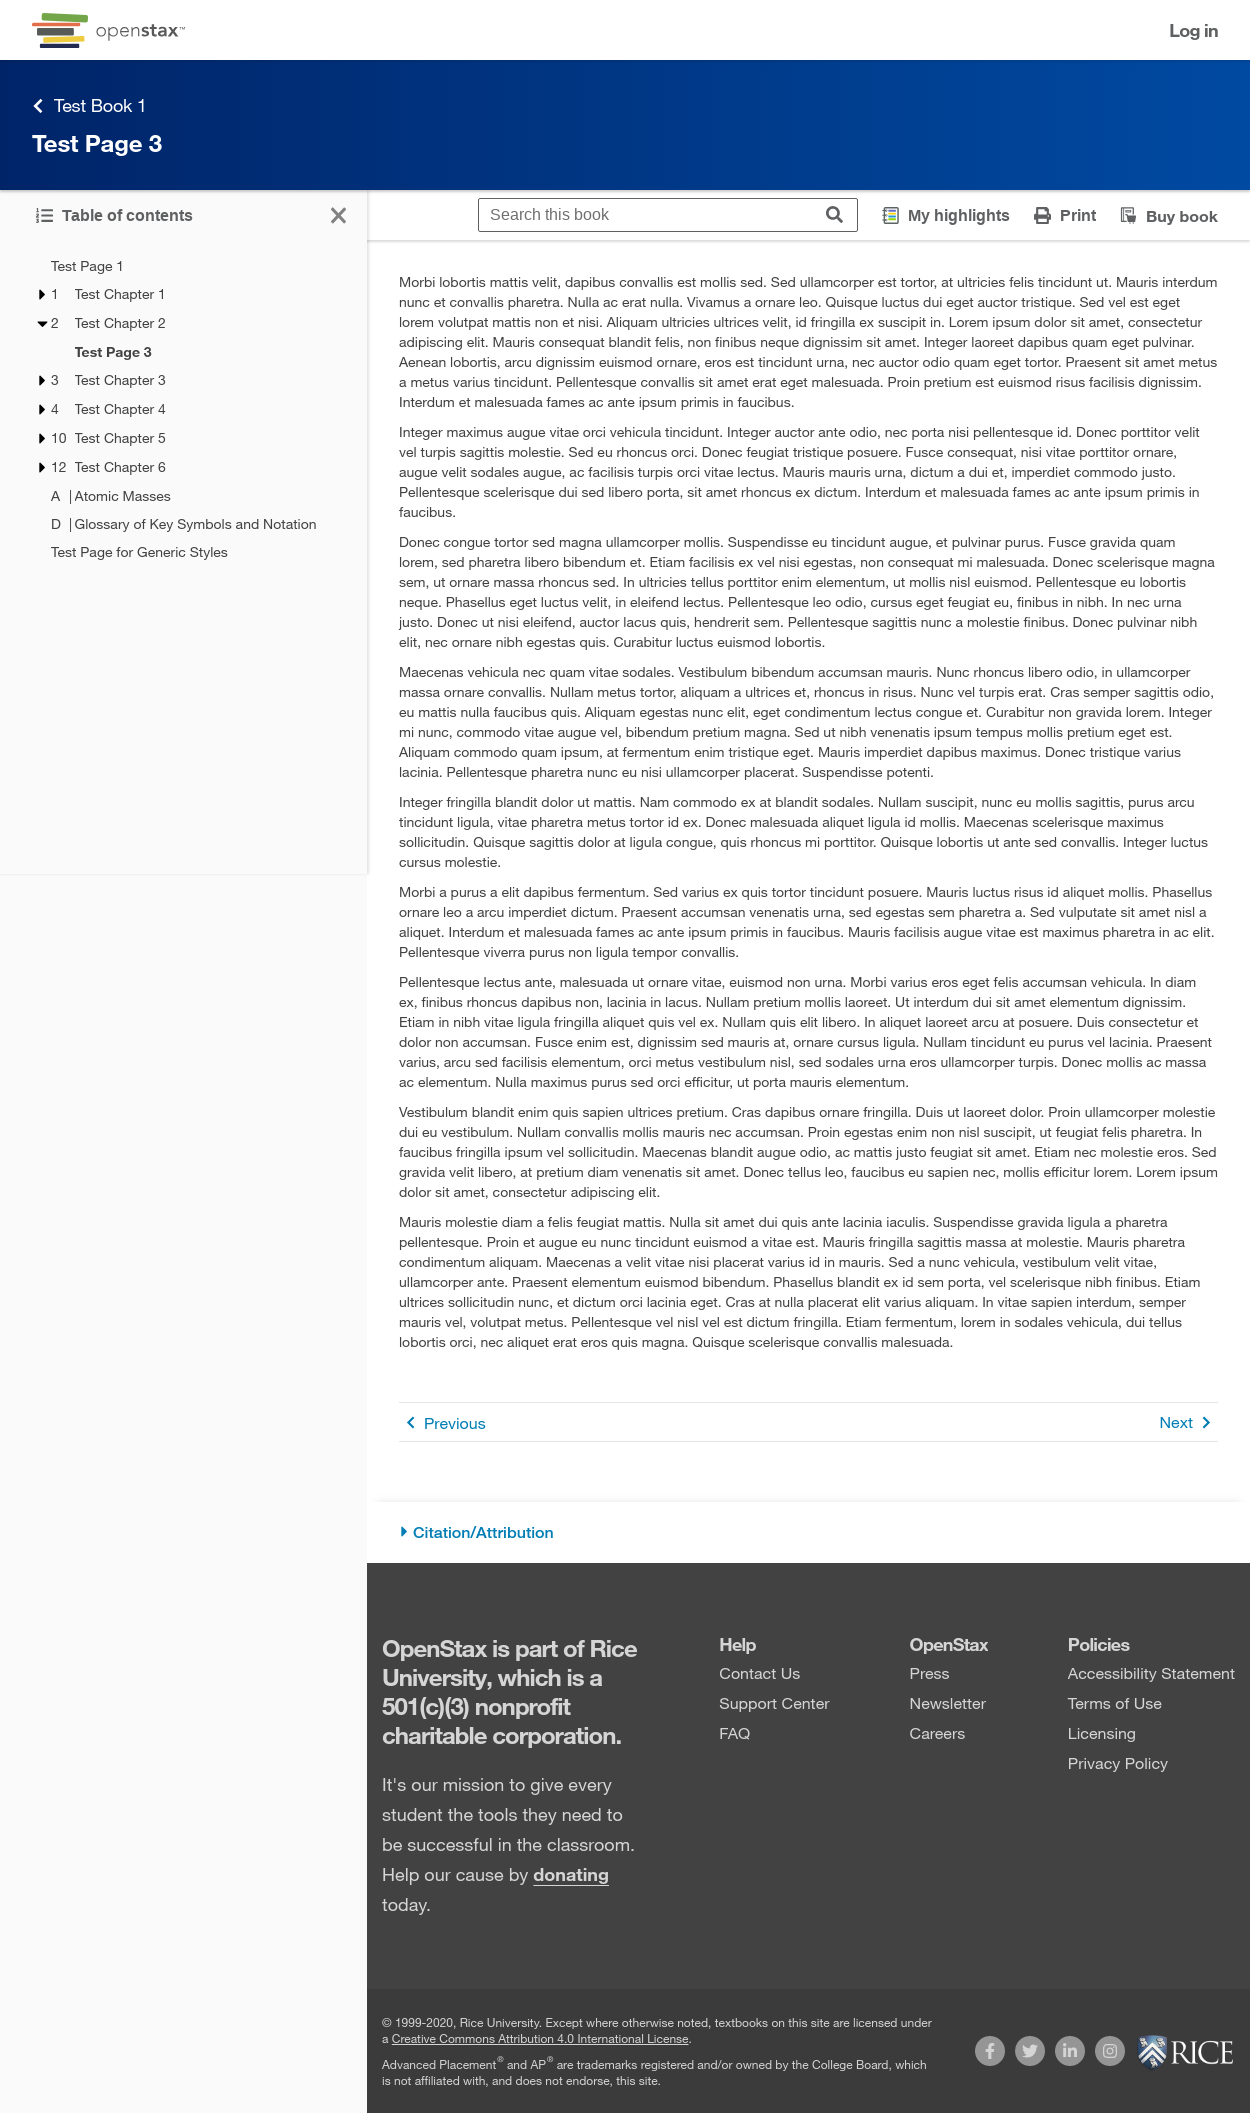 openstax™
Log in
Test Book 1
Test Page 3
Table of contents
Search this book
My highlights
Print
Buy book
Test Page 1
1 Test Chapter 1
2 Test Chapter 2
Test Page 3
3 Test Chapter 3
4 Test Chapter 4
10 Test Chapter 5
12 Test Chapter 6
A | Atomic Masses
D | Glossary of Key Symbols and Notation
Test Page for Generic Styles
Morbi lobortis mattis velit, dapibus convallis est mollis sed. Sed ullamcorper est tortor, at ultricies felis tincidunt ut. Mauris interdum
nunc et convallis pharetra. Nulla ac erat nulla. Vivamus a ornare leo. Quisque luctus dui eget auctor tristique. Sed vel est eget
lorem volutpat mattis non et nisi. Aliquam ultricies ultrices velit, id fringilla ex suscipit in. Lorem ipsum dolor sit amet, consectetur
adipiscing elit. Mauris consequat blandit felis, non finibus neque dignissim sit amet. Integer laoreet dapibus quam eget pulvinar.
Aenean lobortis, arcu dignissim euismod ornare, eros est tincidunt urna, nec auctor odio quam eget tortor. Praesent sit amet metus
a metus varius tincidunt. Pellentesque convallis sit amet erat eget malesuada. Proin pretium est euismod risus facilisis dignissim.
Interdum et malesuada fames ac ante ipsum primis in faucibus.
Integer maximus augue vitae orci vehicula tincidunt. Integer auctor ante odio, nec porta nisi pellentesque id. Donec porttitor velit
vel turpis sagittis molestie. Sed eu rhoncus orci. Donec feugiat tristique posuere. Fusce consequat, nisi vitae porttitor ornare,
augue velit sodales augue, ac facilisis turpis orci vitae lectus. Mauris mauris urna, dictum a dui et, imperdiet commodo justo.
Pellentesque scelerisque dui sed libero porta, sit amet rhoncus ex dictum. Interdum et malesuada fames ac ante ipsum primis in
faucibus.
Donec congue tortor sed magna ullamcorper mollis. Suspendisse eu tincidunt augue, et pulvinar purus. Fusce gravida quam
lorem, sed pharetra libero bibendum et. Etiam facilisis ex vel nisi egestas, non consequat mi malesuada. Donec scelerisque magna
sem, ut ornare massa rhoncus sed. In ultricies tellus porttitor enim elementum, ut mollis nisl euismod. Pellentesque eu lobortis
neque. Phasellus eget luctus velit, in eleifend lectus. Pellentesque leo odio, cursus eget feugiat eu, finibus in nibh. In nec urna
justo. Donec ut nisi eleifend, auctor lacus quis, hendrerit sem. Pellentesque sagittis nunc a molestie finibus. Donec pulvinar nibh
elit, nec ornare nibh egestas quis. Curabitur luctus euismod lobortis.
Maecenas vehicula nec quam vitae sodales. Vestibulum bibendum accumsan mauris. Nunc rhoncus libero odio, in ullamcorper
massa ornare convallis. Nullam metus tortor, aliquam a ultrices et, rhoncus in risus. Nunc vel turpis erat. Cras semper sagittis odio,
eu mattis nulla faucibus quis. Aliquam egestas nunc elit, eget condimentum lectus congue et. Curabitur non gravida lorem. Integer
mi nunc, commodo vitae augue vel, bibendum pretium magna. Sed ut nibh venenatis ipsum tempus mollis pretium eget est.
Aliquam commodo quam ipsum, at fermentum enim tristique eget. Mauris imperdiet dapibus maximus. Donec tristique varius
lacinia. Pellentesque pharetra nunc eu nisi ullamcorper placerat. Suspendisse potenti.
Integer fringilla blandit dolor ut mattis. Nam commodo ex at blandit sodales. Nullam suscipit, nunc eu mollis sagittis, purus arcu
tincidunt ligula, vitae pharetra metus tortor id ex. Donec malesuada aliquet ligula id mollis. Maecenas scelerisque maximus
sollicitudin. Quisque sagittis dolor at ligula congue, quis rhoncus mi porttitor. Quisque lobortis ut ante sed convallis. Integer luctus
cursus molestie.
Morbi a purus a elit dapibus fermentum. Sed varius ex quis tortor tincidunt posuere. Mauris luctus risus id aliquet mollis. Phasellus
ornare leo a arcu imperdiet dictum. Praesent accumsan venenatis urna, sed egestas sem pharetra a. Sed vulputate sit amet nisl a
aliquet. Interdum et malesuada fames ac ante ipsum primis in faucibus. Mauris facilisis augue vitae est maximus pharetra in ac elit.
Pellentesque viverra purus non ligula tempor convallis.
Pellentesque lectus ante, malesuada ut ornare vitae, euismod non urna. Morbi varius eros eget felis accumsan vehicula. In diam
ex, finibus rhoncus dapibus non, lacinia in lacus. Nullam pretium mollis laoreet. Ut interdum dui sit amet elementum dignissim.
Etiam in nibh vitae ligula fringilla aliquet quis vel ex. Nullam quis elit libero. In aliquet laoreet arcu at posuere. Duis consectetur et
dolor non accumsan. Fusce enim est, dignissim sed mauris at, ornare cursus ligula. Nullam tincidunt eu purus vel lacinia. Praesent
varius, arcu sed facilisis elementum, orci metus vestibulum nisl, sed sodales urna eros ullamcorper turpis. Donec mollis ac massa
ac elementum. Nulla maximus purus sed orci efficitur, ut porta mauris elementum.
Vestibulum blandit enim quis sapien ultrices pretium. Cras dapibus ornare fringilla. Duis ut laoreet dolor. Proin ullamcorper molestie
dui eu vestibulum. Nullam convallis mollis mauris nec accumsan. Proin egestas enim non nisl suscipit, ut feugiat felis pharetra. In
faucibus fringilla ipsum vel sollicitudin. Maecenas blandit augue odio, ac mattis justo feugiat sit amet. Etiam nec molestie eros. Sed
gravida velit libero, at pretium diam venenatis sit amet. Donec tellus leo, faucibus eu sapien nec, mollis efficitur lorem. Lorem ipsum
dolor sit amet, consectetur adipiscing elit.
Mauris molestie diam a felis feugiat mattis. Nulla sit amet dui quis ante lacinia iaculis. Suspendisse gravida ligula a pharetra
pellentesque. Proin et augue eu nunc tincidunt euismod a vitae est. Mauris fringilla sagittis massa at molestie. Mauris pharetra
condimentum aliquam. Maecenas a velit vitae nisi placerat varius id in mauris. Sed a nunc vehicula, vestibulum velit vitae,
ullamcorper ante. Praesent elementum euismod bibendum. Phasellus blandit ex id sem porta, vel scelerisque nibh finibus. Etiam
ultrices sollicitudin nunc, et dictum orci lacinia eget. Cras at nulla placerat elit varius aliquam. In vitae sapien interdum, semper
mauris vel, volutpat metus. Pellentesque vel nisl vel est dictum fringilla. Etiam fermentum, lorem in sodales vehicula, dui tellus
lobortis orci, nec aliquet erat eros quis magna. Quisque scelerisque convallis malesuada.
Previous
Next
Citation/Attribution
OpenStax is part of Rice
University, which is a
501(c)(3) nonprofit
charitable corporation.
It's our mission to give every
student the tools they need to
be successful in the classroom.
Help our cause by donating
today.
Help
Contact Us
Support Center
FAQ
OpenStax
Press
Newsletter
Careers
Policies
Accessibility Statement
Terms of Use
Licensing
Privacy Policy
© 1999-2020, Rice University. Except where otherwise noted, textbooks on this site are licensed under
a Creative Commons Attribution 4.0 International License.
Advanced Placement® and AP® are trademarks registered and/or owned by the College Board, which
is not affiliated with, and does not endorse, this site.
RICE